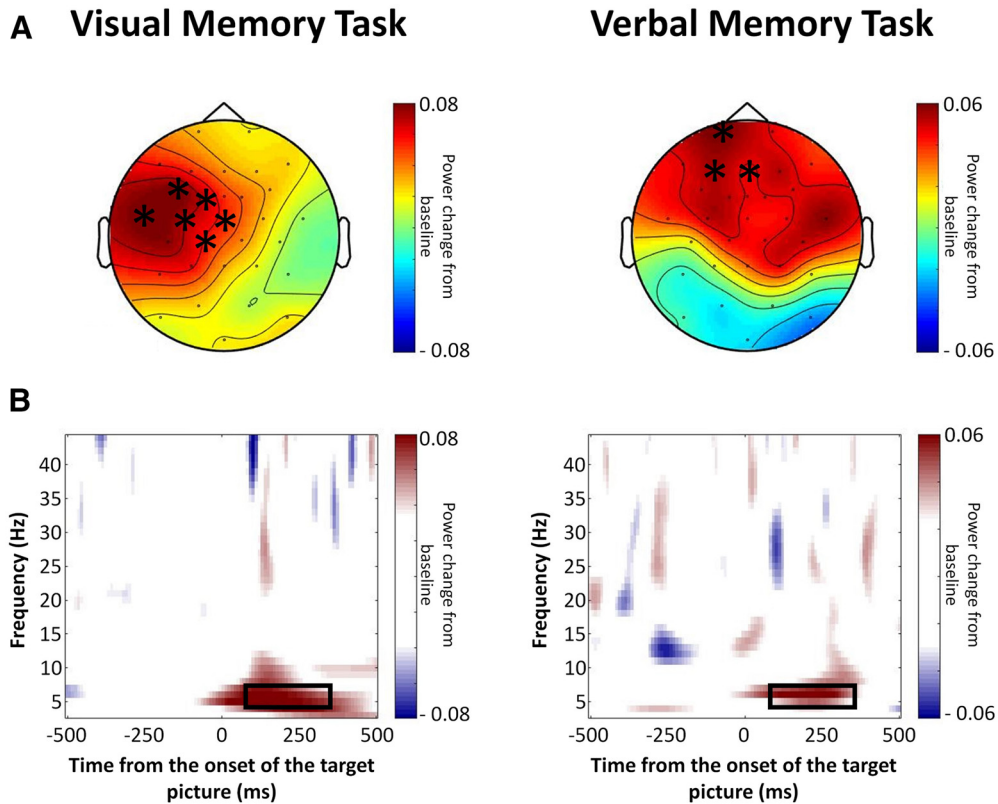 A
Visual Memory Task
Verbal Memory Task
0.08
Power change from
baseline
- 0.08
0.06
Power change from
baseline
- 0.06
B
40
35
30
25
20
15
10
5
Frequency (Hz)
-500
-250
0
250
500
Time from the onset of the target
picture (ms)
0.08
Power change from
baseline
- 0.08
40
35
30
25
20
15
10
5
Frequency (Hz)
-500
-250
0
250
500
Time from the onset of the target
picture (ms)
0.06
Power change from
baseline
- 0.06